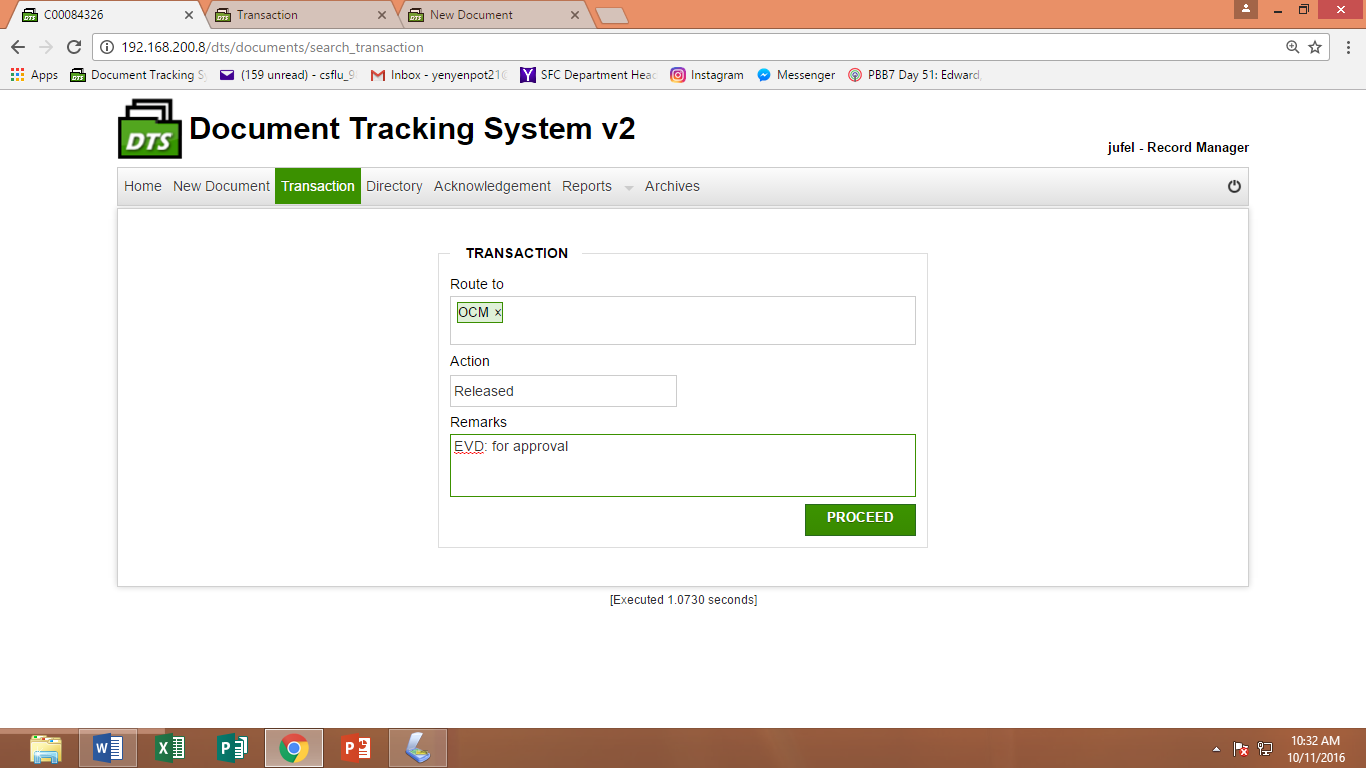 C00084326
Transaction
New Document
192.168.200.8/dts/documents/search_transaction
Apps
Document Tracking S
(159 unread) - csflu_9
Inbox - yenyenpot21@
SFC Department Head
Instagram
Messenger
PBB7 Day 51: Edward,
DTS
Document Tracking System v2
jufel - Record Manager
Home New Document Transaction Directory Acknowledgement Reports Archives
TRANSACTION
Route to
OCM ×
Action
Released
Remarks
EVD: for approval
PROCEED
[Executed 1.0730 seconds]
10:32 AM
10/11/2016